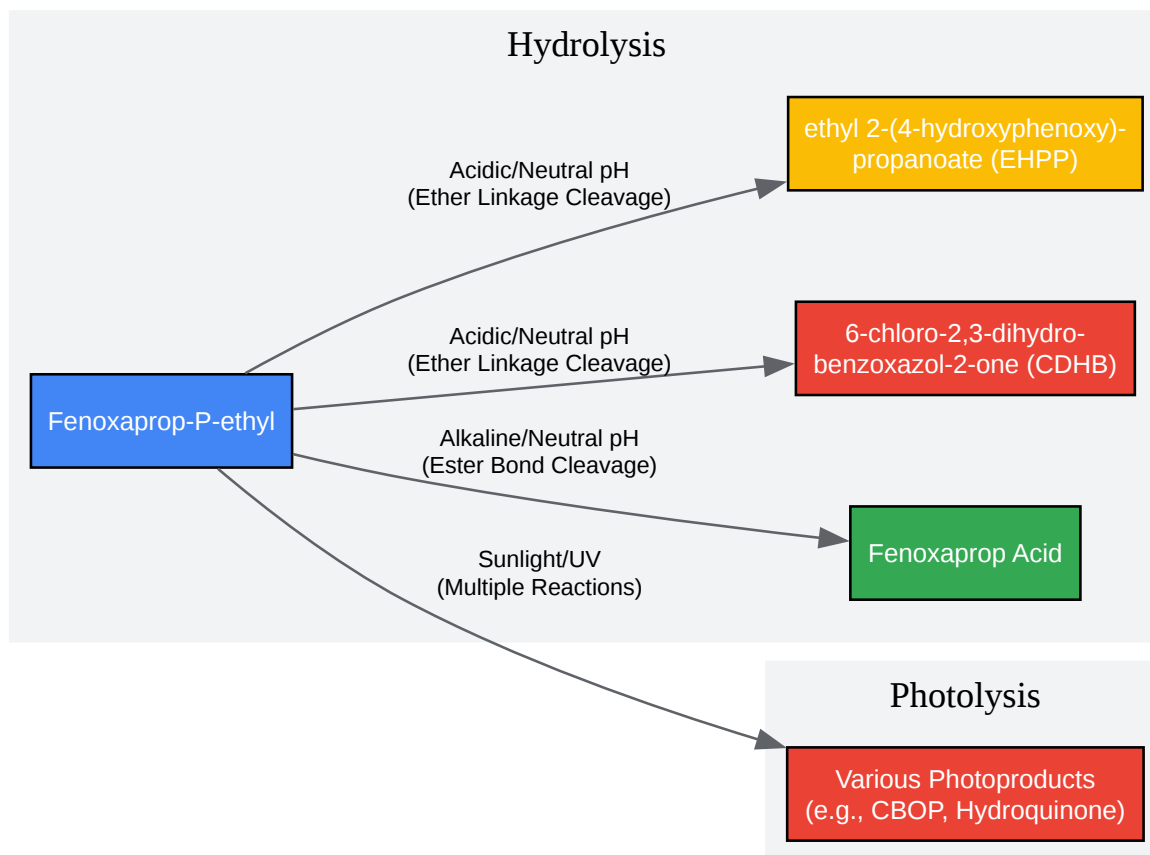 Hydrolysis
ethyl 2-(4-hydroxyphenoxy)-
propanoate (EHPP)
Acidic/Neutral pH
(Ether Linkage Cleavage)
Acidic/Neutral pH
(Ether Linkage Cleavage)
6-chloro-2,3-dihydro-
benzoxazol-2-one (CDHB)
Fenoxaprop-P-ethyl
Alkaline/Neutral pH
(Ester Bond Cleavage)
Fenoxaprop Acid
Sunlight/UV
(Multiple Reactions)
Photolysis
Various Photoproducts
(e.g., CBOP, Hydroquinone)